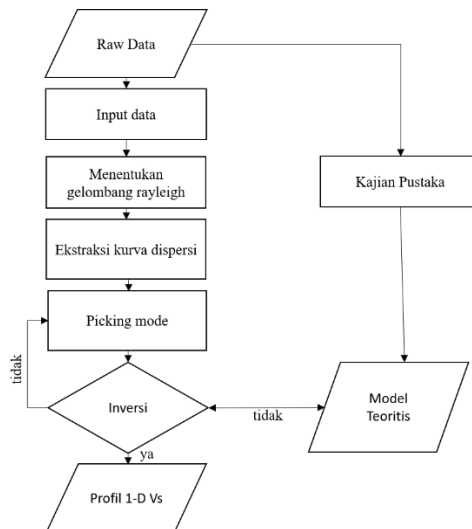 Raw Data
Input data
Menentukan
gelombang rayleigh
Kajian Pustaka
Ekstraksi kurva dispersi
Picking mode
tidak
Inversi
tidak
Model
Teoritis
ya
Profil 1-D Vs